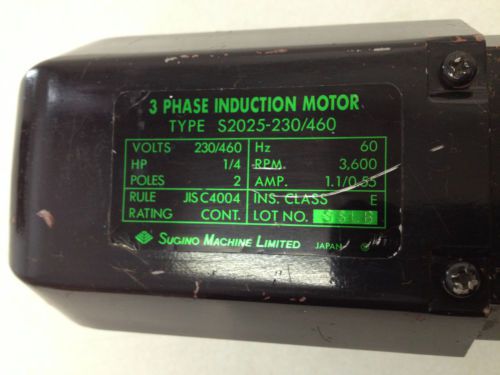 3 PHASE INDUCTION MOTOR
TYPE S2025-230/460
VOLTS 230/460 Hz 60
HP 1/4 RPM. 3,600
POLES 2 AMP. 1.1/0.55
RULE JIS C4004 INS. CLASS E
RATING CONT. LOT NO.
SUGINO MACHINE LIMITED JAPAN